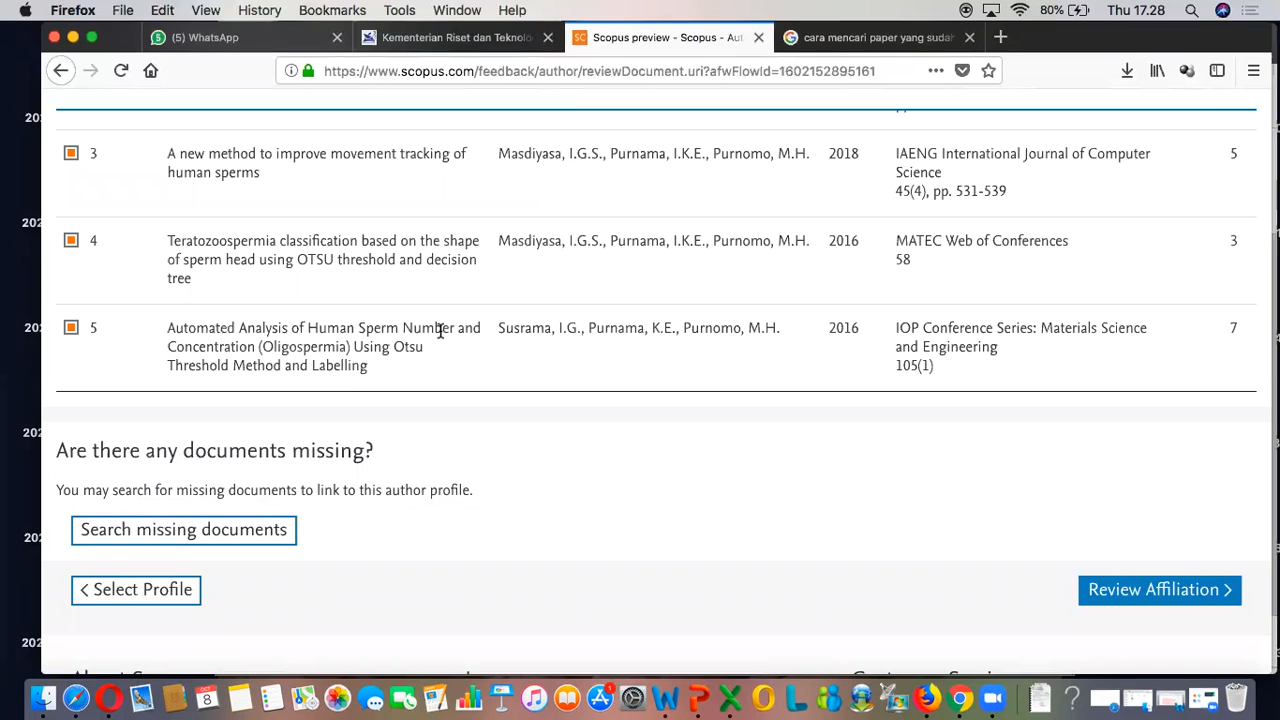 Firefox File Edit View History Bookmarks Tools Window Help 80% Thu 17.28
(5) WhatsApp Kementerian Riset dan Teknolo Scopus preview - Scopus - Aut cara mencari paper yang sudah
https://www.scopus.com/feedback/author/reviewDocument.uri?afwFlowId=1602152895161
3 A new method to improve movement tracking of Masdiyasa, I.G.S., Purnama, I.K.E., Purnomo, M.H. 2018 IAENG International Journal of Computer 5
human sperms Science
45(4), pp. 531-539
4 Teratozoospermia classification based on the shape Masdiyasa, I.G.S., Purnama, I.K.E., Purnomo, M.H. 2016 MATEC Web of Conferences 3
of sperm head using OTSU threshold and decision 58
tree
5 Automated Analysis of Human Sperm Number and Susrama, I.G., Purnama, K.E., Purnomo, M.H. 2016 IOP Conference Series: Materials Science 7
Concentration (Oligospermia) Using Otsu and Engineering
Threshold Method and Labelling 105(1)
Are there any documents missing?
You may search for missing documents to link to this author profile.
Search missing documents
< Select Profile Review Affiliation >